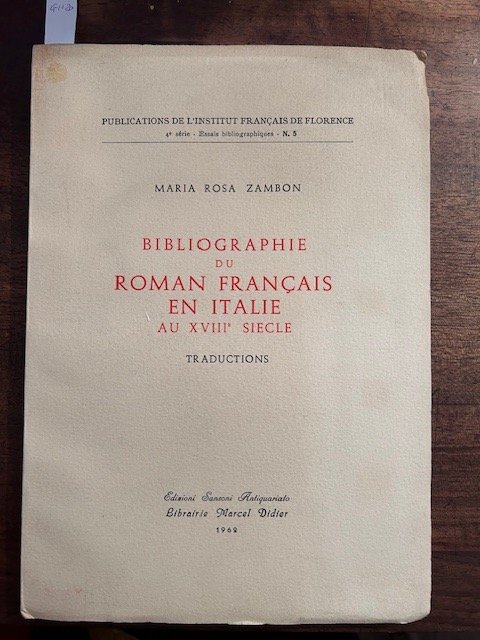 PUBLICATIONS DE L'INSTITUT FRANÇAIS DE FLORENCE
4e série - Essais bibliographiques - N. 5
MARIA ROSA ZAMBON
BIBLIOGRAPHIE
DU
ROMAN FRANÇAIS
EN ITALIE
AU XVIIIe SIECLE
TRADUCTIONS
Edizioni Sansoni Antiquariato
Librairie Marcel Didier
1962